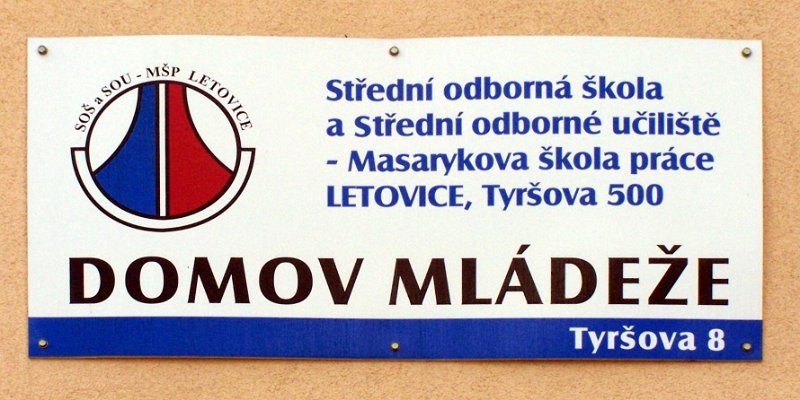 SOŠ a SOU - MŠP LETOVICE
Střední odborná škola
a Střední odborné učiliště
- Masarykova škola práce
LETOVICE, Tyršova 500
DOMOV MLÁDEŽE
Tyršova 8